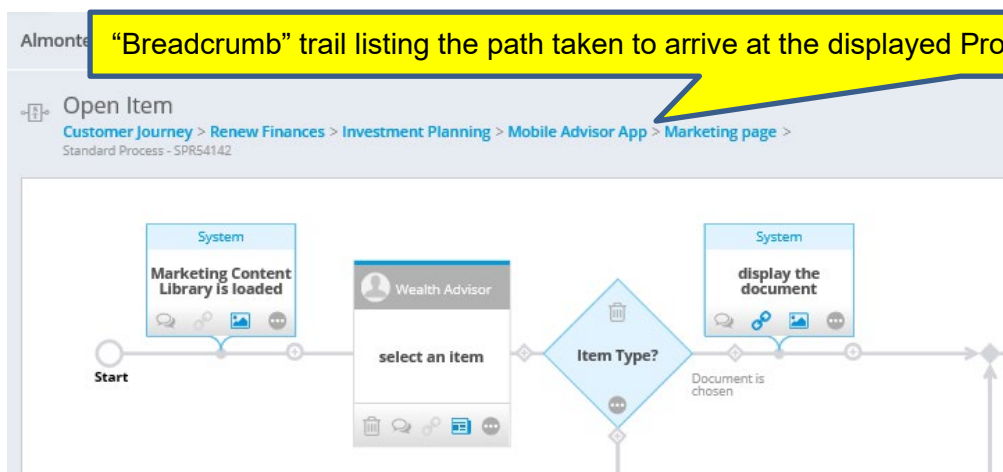 Almonte
“Breadcrumb” trail listing the path taken to arrive at the displayed Pro
Open Item
Customer Journey > Renew Finances > Investment Planning > Mobile Advisor App > Marketing page >
Standard Process - SPR54142
System
Marketing Content
Library is loaded
Start
Wealth Advisor
select an item
Item Type?
System
display the
document
Document is
chosen